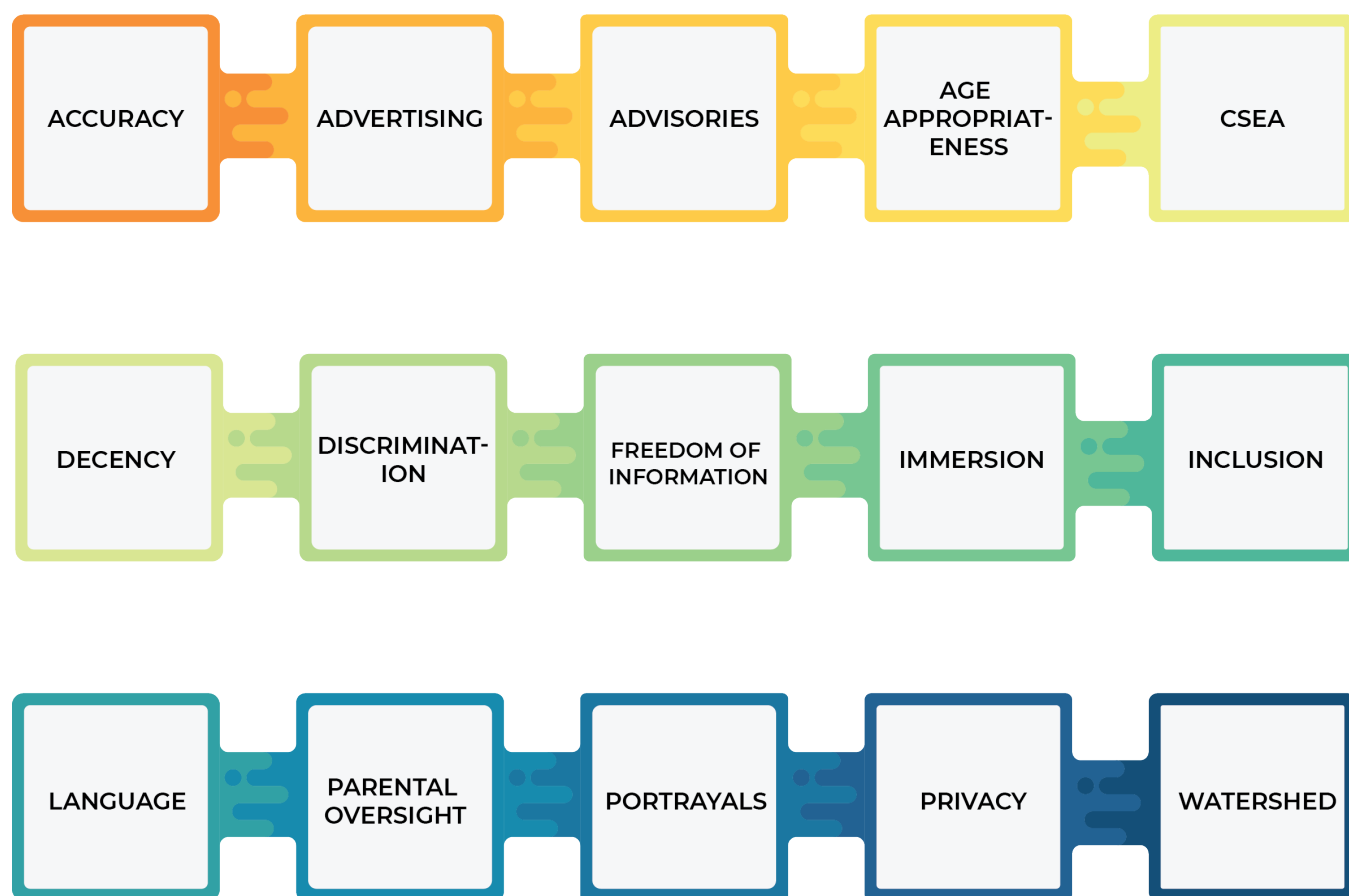 ACCURACY
ADVERTISING
ADVISORIES
AGE
APPROPRIAT-
ENESS
CSEA
DECENCY
DISCRIMINAT-
ION
FREEDOM OF
INFORMATION
IMMERSION
INCLUSION
LANGUAGE
PARENTAL
OVERSIGHT
PORTRAYALS
PRIVACY
WATERSHED